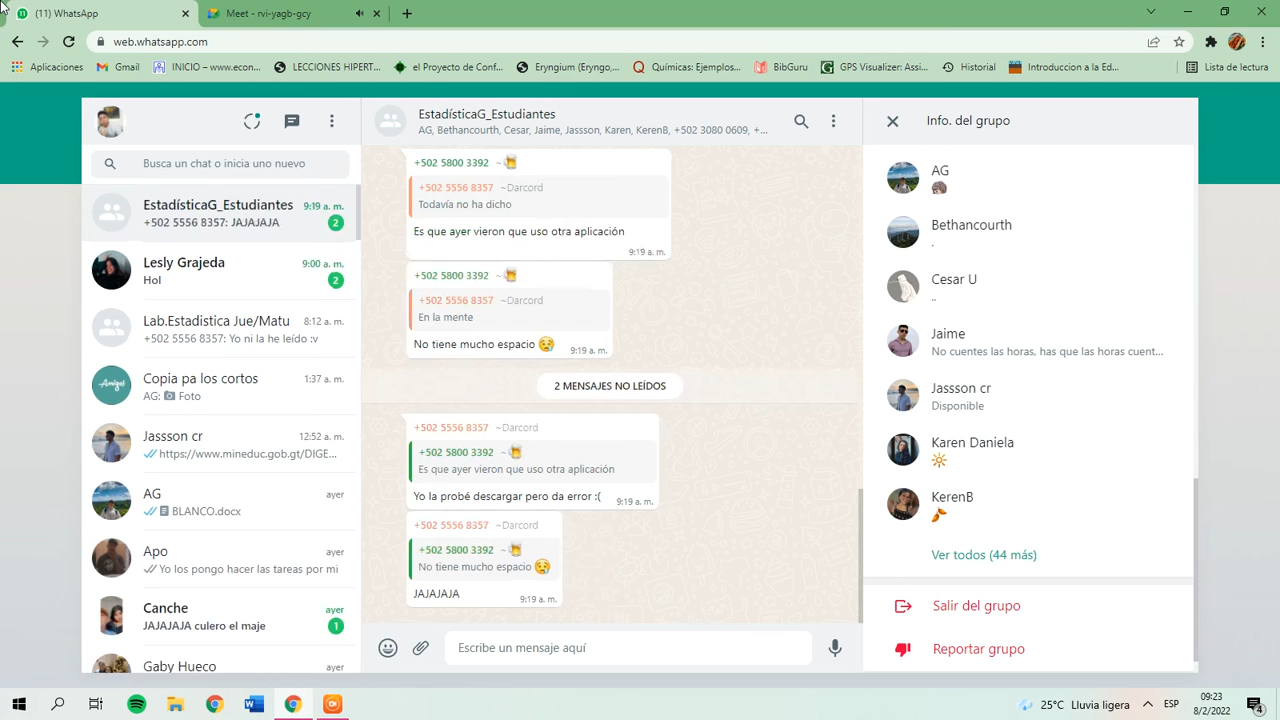 11
(11) WhatsApp
Meet - rvi-yagb-gcy
web.whatsapp.com
Aplicaciones
Gmail
INICIO – www.econ...
LECCIONES HIPERT...
el Proyecto de Conf...
Eryngium (Eryngo,...
Químicas: Ejemplos...
BibGuru
GPS Visualizer: Assi...
Historial
Introduccion a la Ed...
Lista de lectura
Busca un chat o inicia uno nuevo
EstadísticaG_Estudiantes 9:19 a. m.
+502 5556 8357: JAJAJAJA 2
Lesly Grajeda 9:00 a. m.
Hol 2
Lab.Estadistica Jue/Matu 8:12 a. m.
+502 5556 8357: Yo ni la he leído :v
Copia pa los cortos 1:37 a. m.
Amigos
AG: Foto
Jassson cr 12:52 a. m.
https://www.mineduc.gob.gt/DIGE...
AG ayer
BLANCO.docx
Apo ayer
Yo los pongo hacer las tareas por mi
Canche ayer
JAJAJAJA culero el maje 1
Gaby Hueco ayer
EstadísticaG_Estudiantes
AG, Bethancourth, Cesar, Jaime, Jassson, Karen, KerenB, +502 3080 0609, +...
+502 5800 3392 ~🍻
+502 5556 8357 ~Darcord
Todavía no ha dicho
Es que ayer vieron que uso otra aplicación
9:19 a. m.
+502 5800 3392 ~🍻
+502 5556 8357 ~Darcord
En la mente
No tiene mucho espacio 😥 9:19 a. m.
2 MENSAJES NO LEÍDOS
+502 5556 8357 ~Darcord
+502 5800 3392 ~🍻
Es que ayer vieron que uso otra aplicación
Yo la probé descargar pero da error :( 9:19 a. m.
+502 5556 8357 ~Darcord
+502 5800 3392 ~🍻
No tiene mucho espacio 😥
JAJAJAJA 9:19 a. m.
Escribe un mensaje aquí
Info. del grupo
AG
Bethancourth
.
Cesar U
..
Jaime
No cuentes las horas, has que las horas cuent...
Jassson cr
Disponible
Karen Daniela
KerenB
Ver todos (44 más)
Salir del grupo
Reportar grupo
25°C Lluvia ligera
ESP
09:23
8/2/2022
4